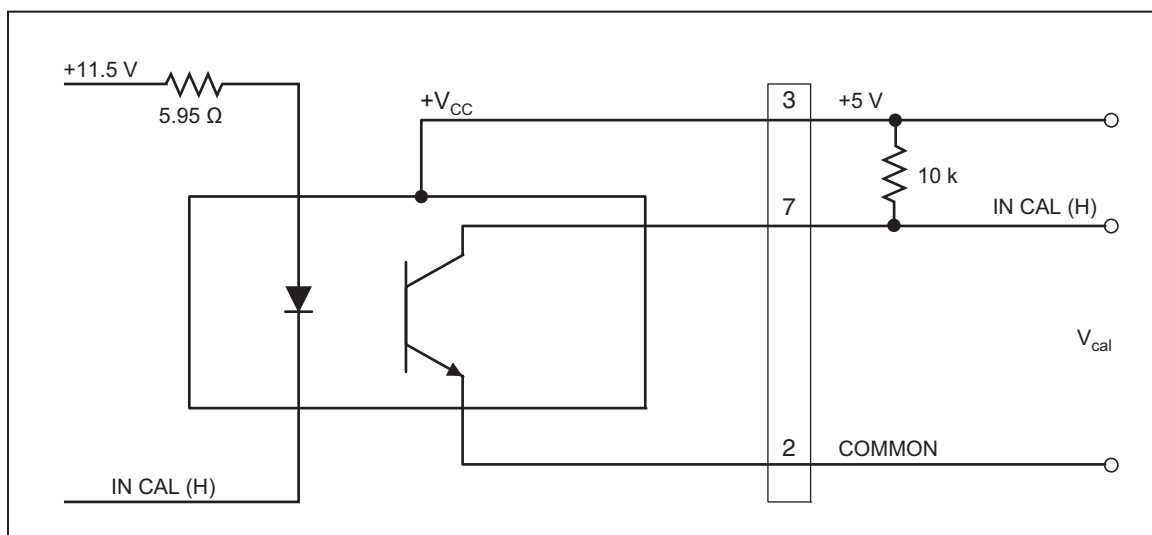 +11.5 V
5.95 Ω
+VCC
3
+5 V
10 k
7
IN CAL (H)
Vcal
2
COMMON
IN CAL (H)